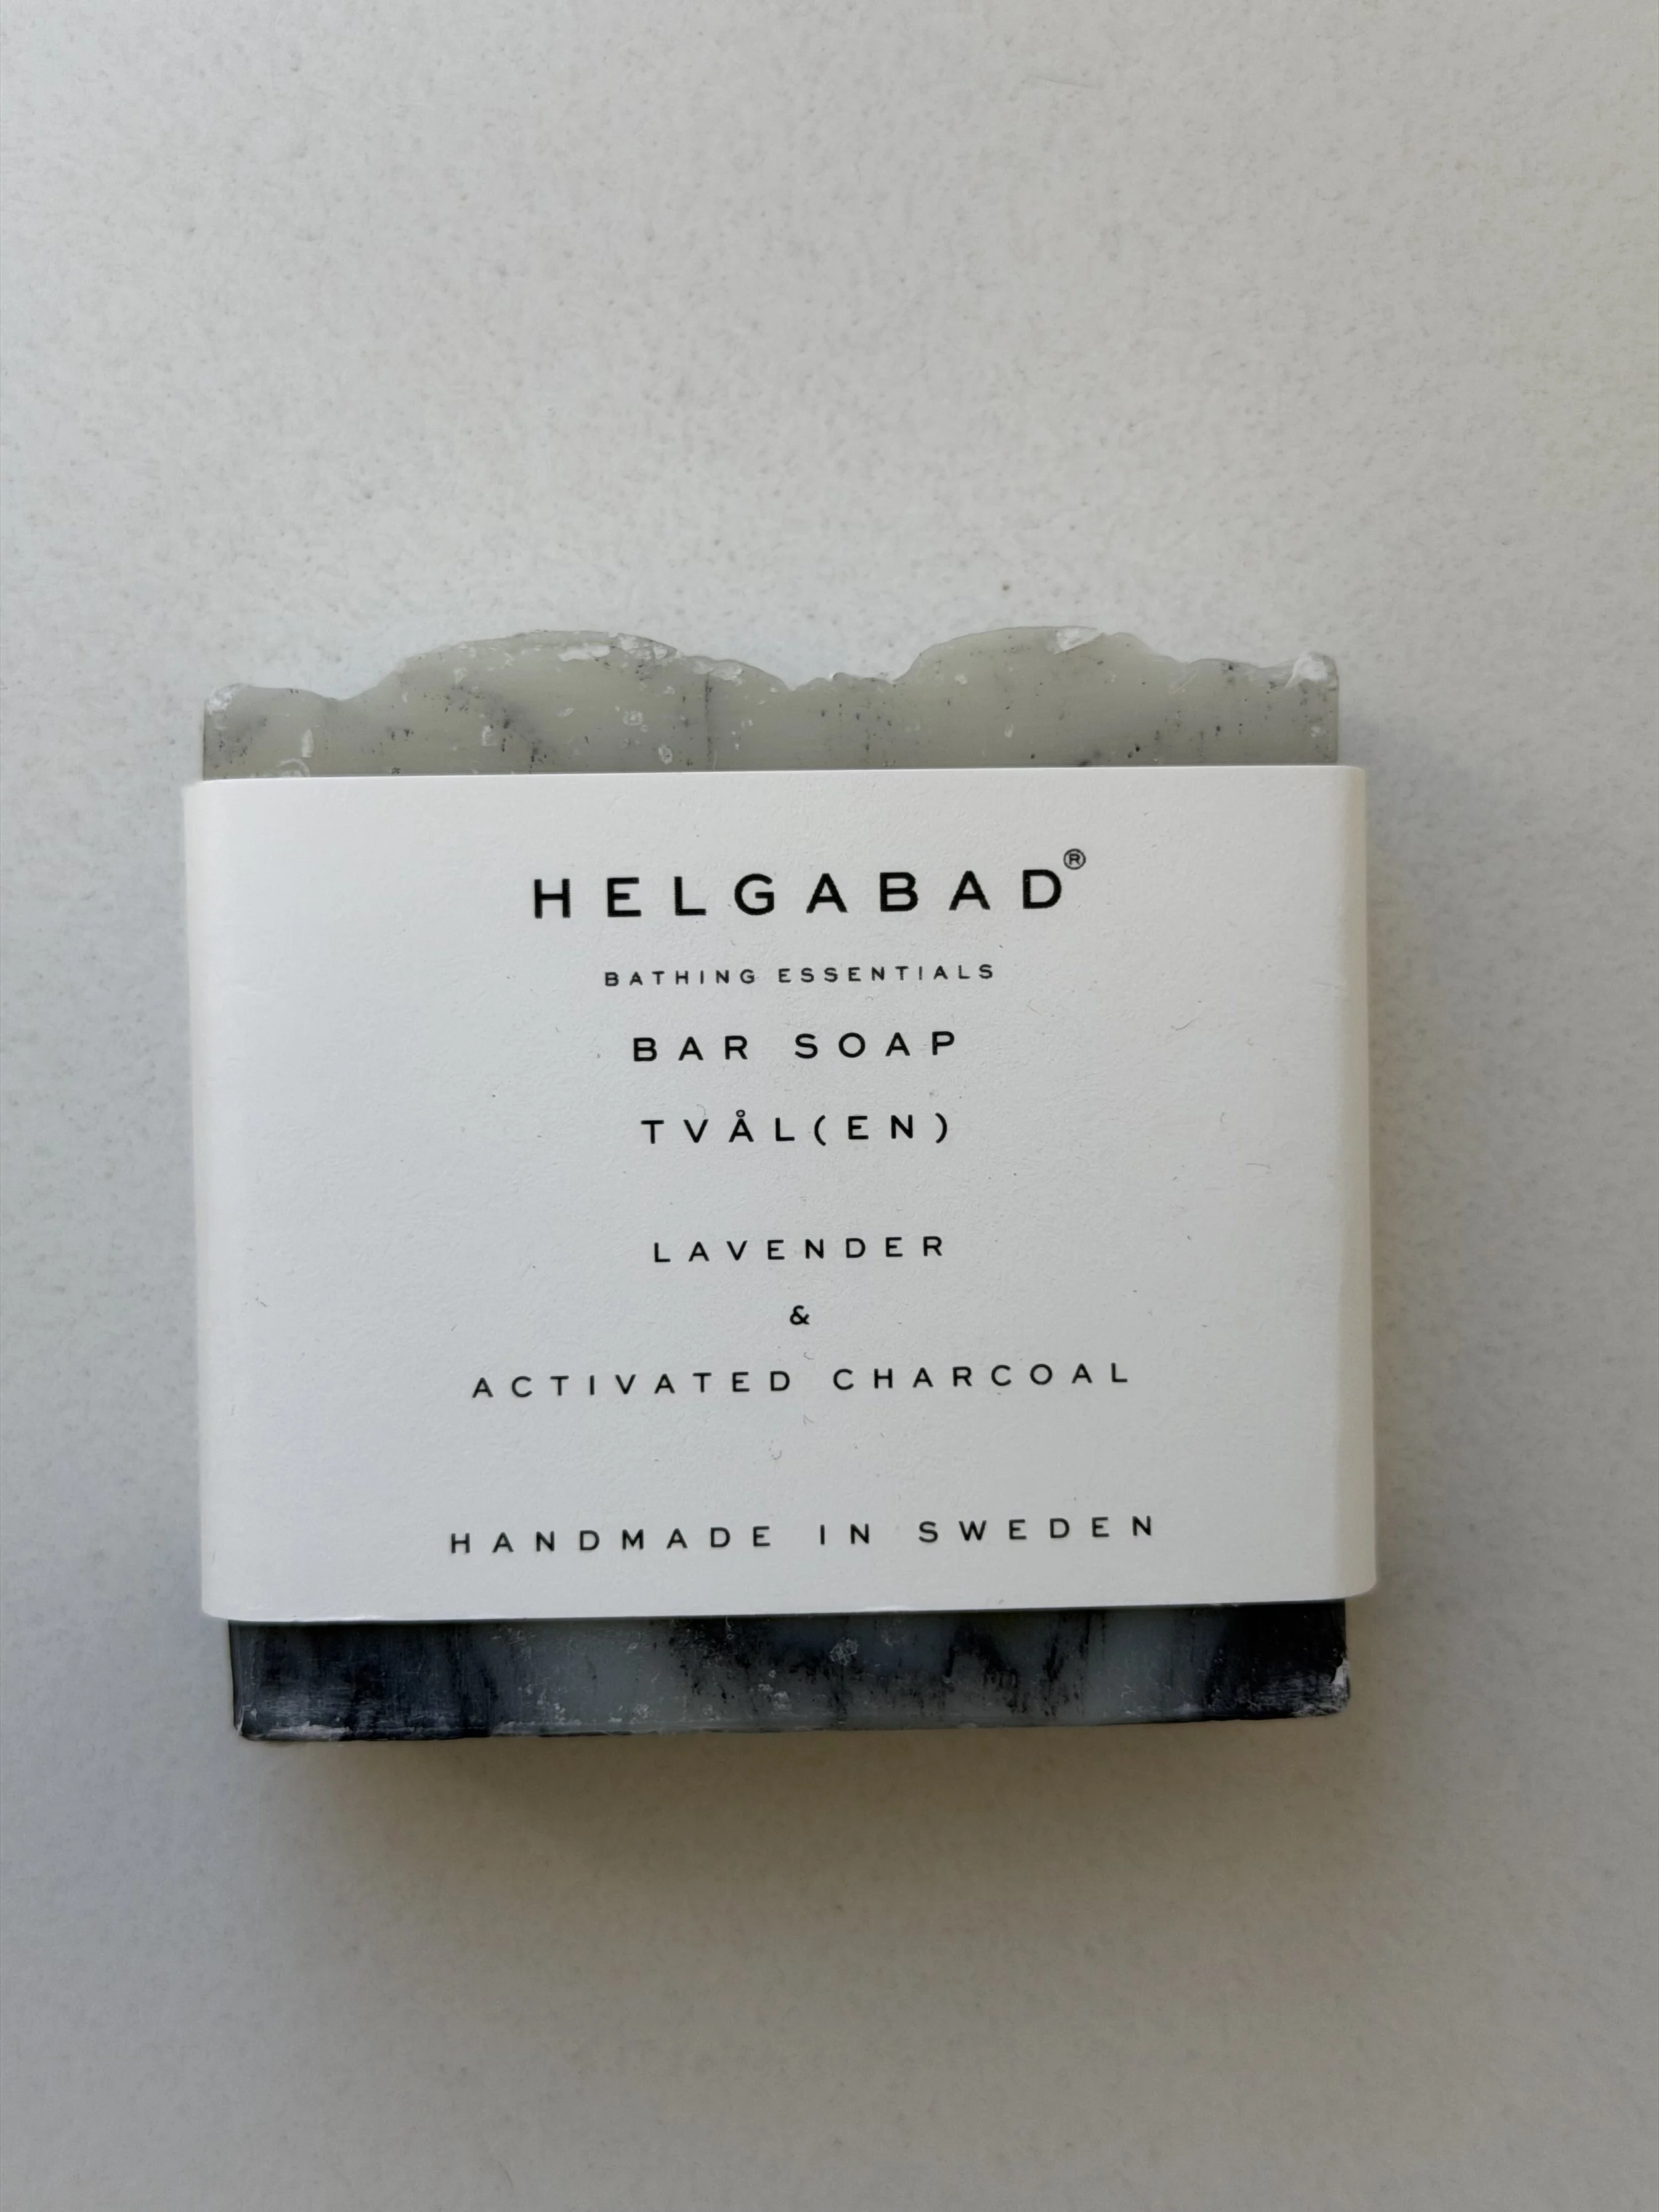 HELGABAD®
BATHING ESSENTIALS
BAR SOAP
TVÅL(EN)
LAVENDER
&
ACTIVATED CHARCOAL
HANDMADE IN SWEDEN